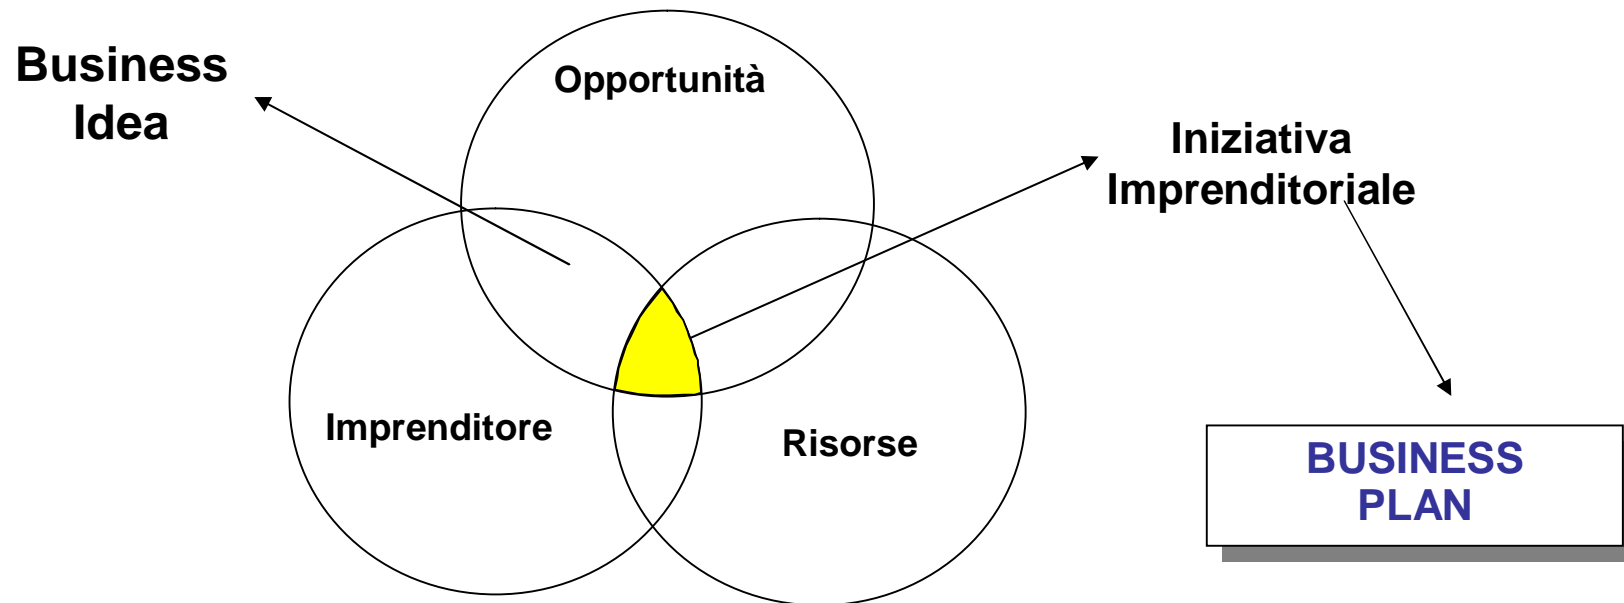 Business
Idea
Opportunità
Iniziativa
Imprenditoriale
Imprenditore
Risorse
BUSINESS
PLAN